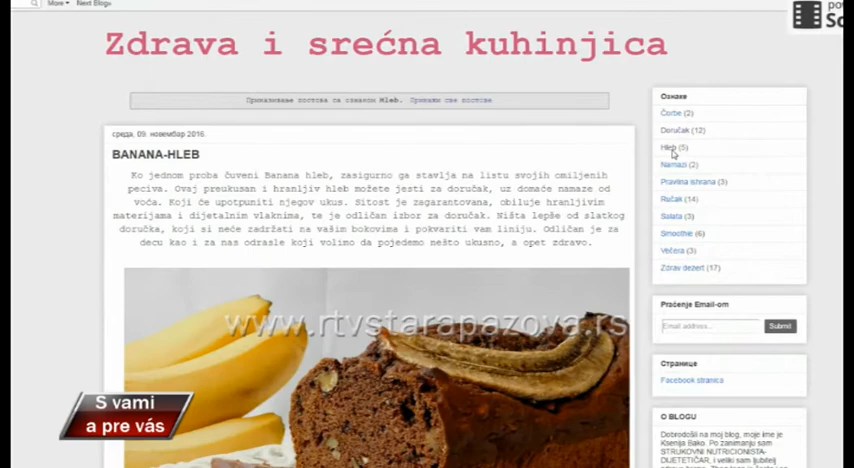 More
Next Blog»
Zdrava i srećna kuhinjica
Приказивање постова са ознаком Hleb. Прикажи све постове
среда, 09. новембар 2016.
BANANA-HLEB
Ko jednom proba čuveni Banana hleb, zasigurno ga stavlja na listu svojih omiljenih
peciva. Ovaj preukusan i hranljiv hleb možete jesti za doručak, uz domaće namaze od
voća. Koji će upotpuniti njegov ukus. Sitost je zagarantovana, obiluje hranljivim
materijama i dijetalnim vlaknima, te je odličan izbor za doručak. Ništa lepše od slatkog
doručka, koji si neće zadržati na vašim bokovima i pokvariti vam liniju. Odličan je za
decu kao i za nas odrasle koji volimo da pojedemo nešto ukusno, a opet zdravo.
www.rtvstarapazova.rs
S vami
a pre vás
Ознаке
Čorbe (2)
Doručak (12)
Hleb (5)
Namazi (2)
Pravilna ishrana (3)
Ručak (14)
Salata (3)
Smoothie (6)
Večera (3)
Zdrav dezert (17)
Praćenje Email-om
Email address...
Submit
Странице
Facebook stranica
O BLOGU
Dobrodošli na moj blog, moje ime je
Ksenija Bako. Po zanimanju sam
STRUKOVNI NUTRICIONISTA-
DIJETETIČAR, i veliki sam ljubitelj